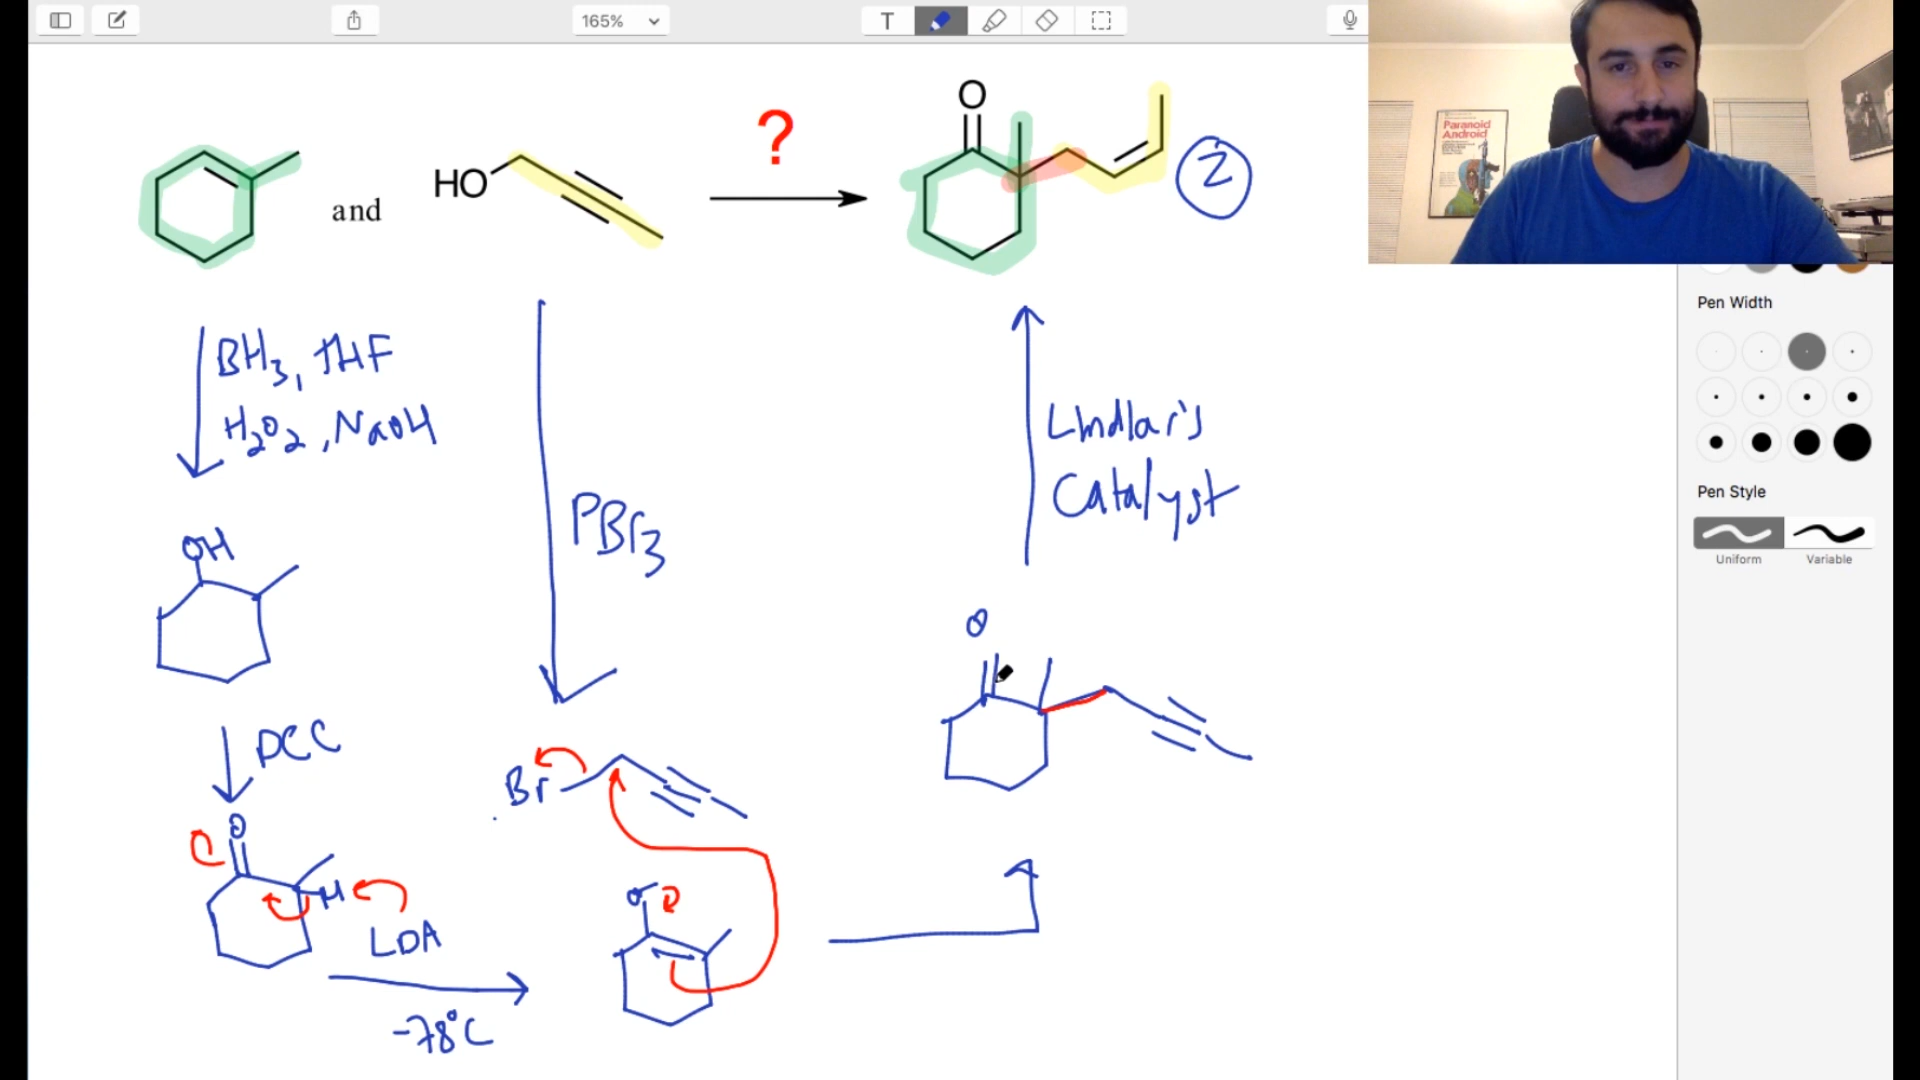 165%
T
Paranoid
Android
HO
and
?
O
Z
Pen Width
BH3, THF
H2O2, NaOH
Lindlar's
Catalyst
PBr3
Pen Style
Uniform
Variable
OH
O
PCC
Br
O
H
LDA
O-
-78°C